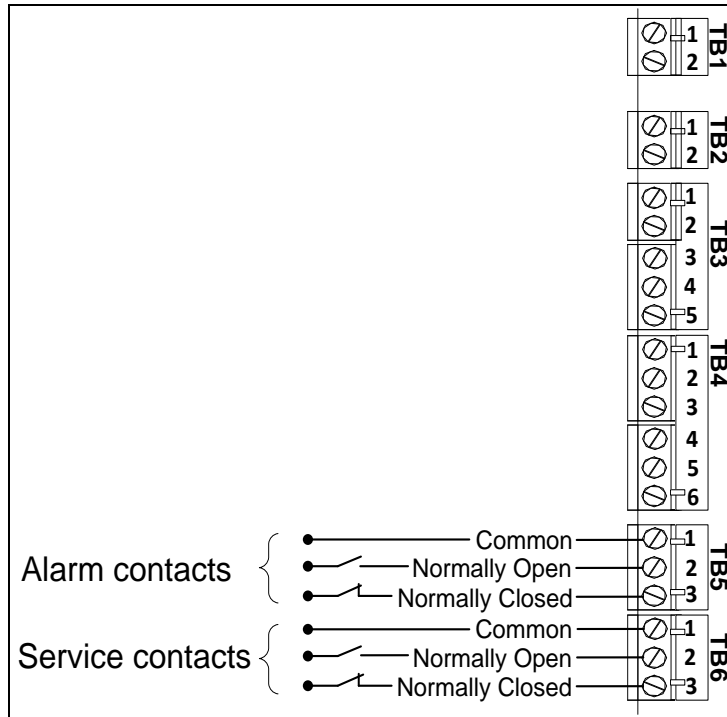 1
2
TB1
1
2
TB2
1
2
3
4
5
TB3
1
2
3
4
5
6
TB4
Alarm contacts
Common 1
Normally Open 2
Normally Closed 3
TB5
Service contacts
Common 1
Normally Open 2
Normally Closed 3
TB6